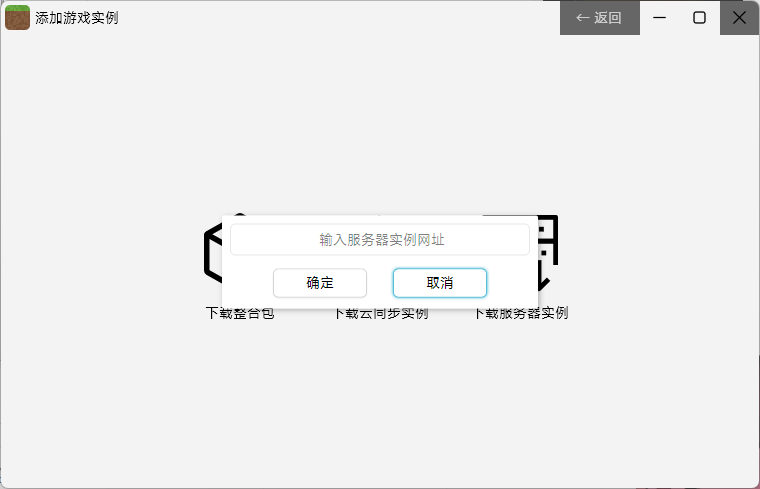 添加游戏实例
← 返回
输入服务器实例网址
确定
取消
下载整合包
下载云同步实例
下载服务器实例